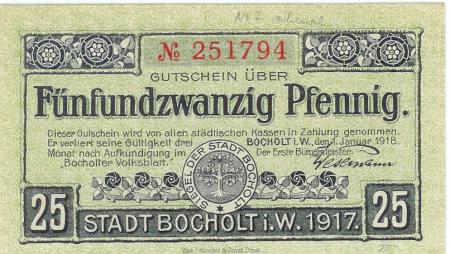 № 251794
GUTSCHEIN ÜBER
Fünfundzwanzig Pfennig.
Dieser Gutschein wird von allen städtischen Kassen in Zahlung genommen.
Er verliert seine Gültigkeit drei
Monat nach Aufkündigung im
„Bocholter Volksblatt.“
BOCHOLT i.W., den 1. Januar 1918.
Der Erste Bürgermeister:
SIEGEL DER STADT BOCHOLT
25
STADT BOCHOLT i.W. 1917.
25